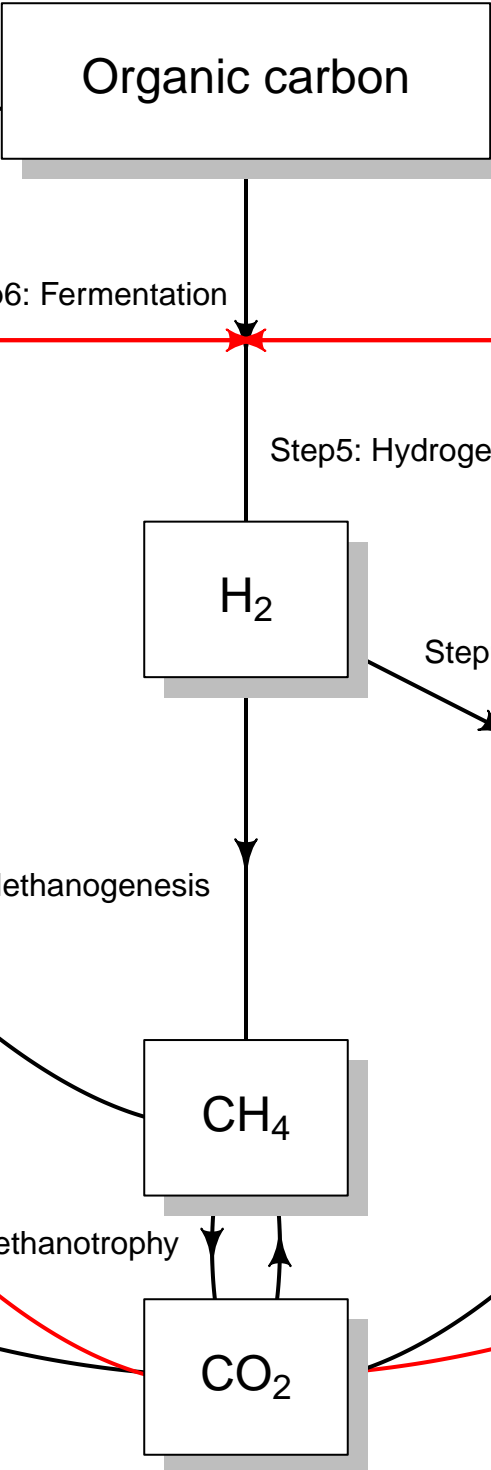 Organic carbon
6: Fermentation
Step5: Hydroge
H₂
Step
ethanogenesis
CH₄
ethanotrophy
CO₂